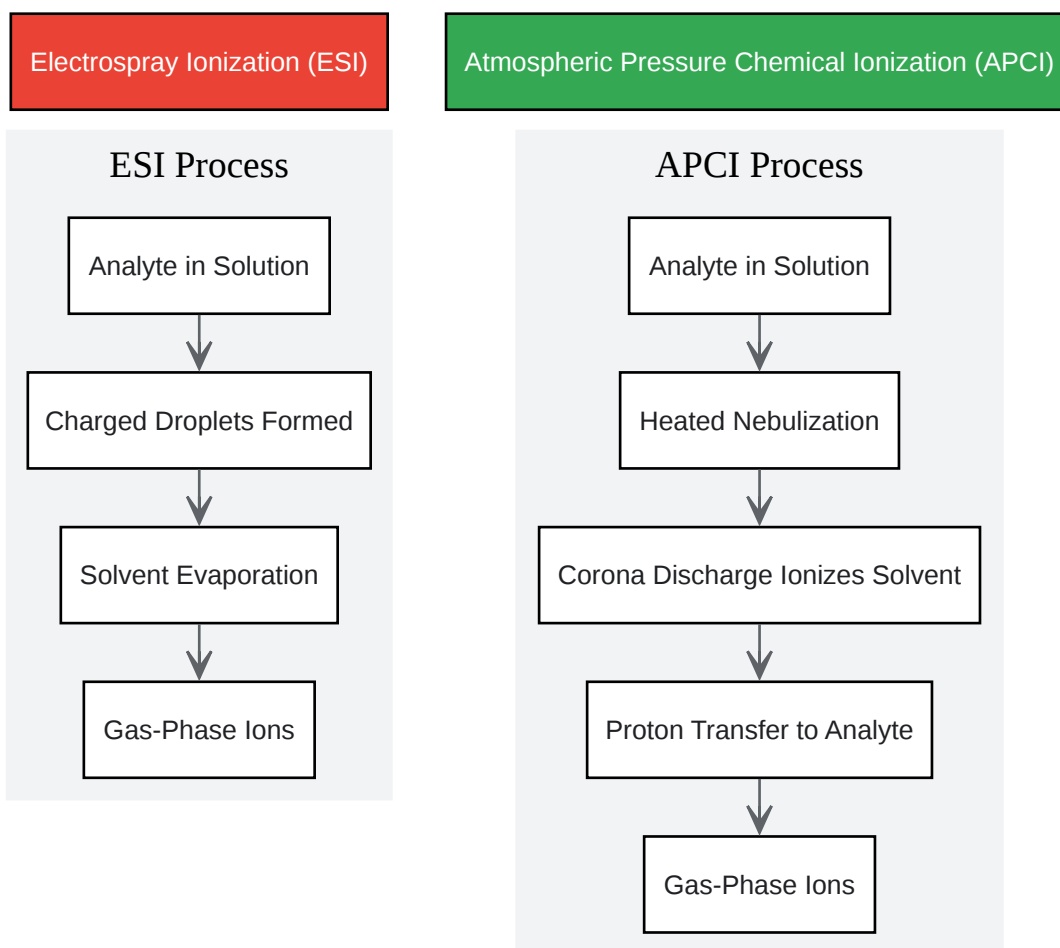 Electrospray Ionization (ESI)
Atmospheric Pressure Chemical Ionization (APCI)
ESI Process
Analyte in Solution
Charged Droplets Formed
Solvent Evaporation
Gas-Phase Ions
APCI Process
Analyte in Solution
Heated Nebulization
Corona Discharge Ionizes Solvent
Proton Transfer to Analyte
Gas-Phase Ions